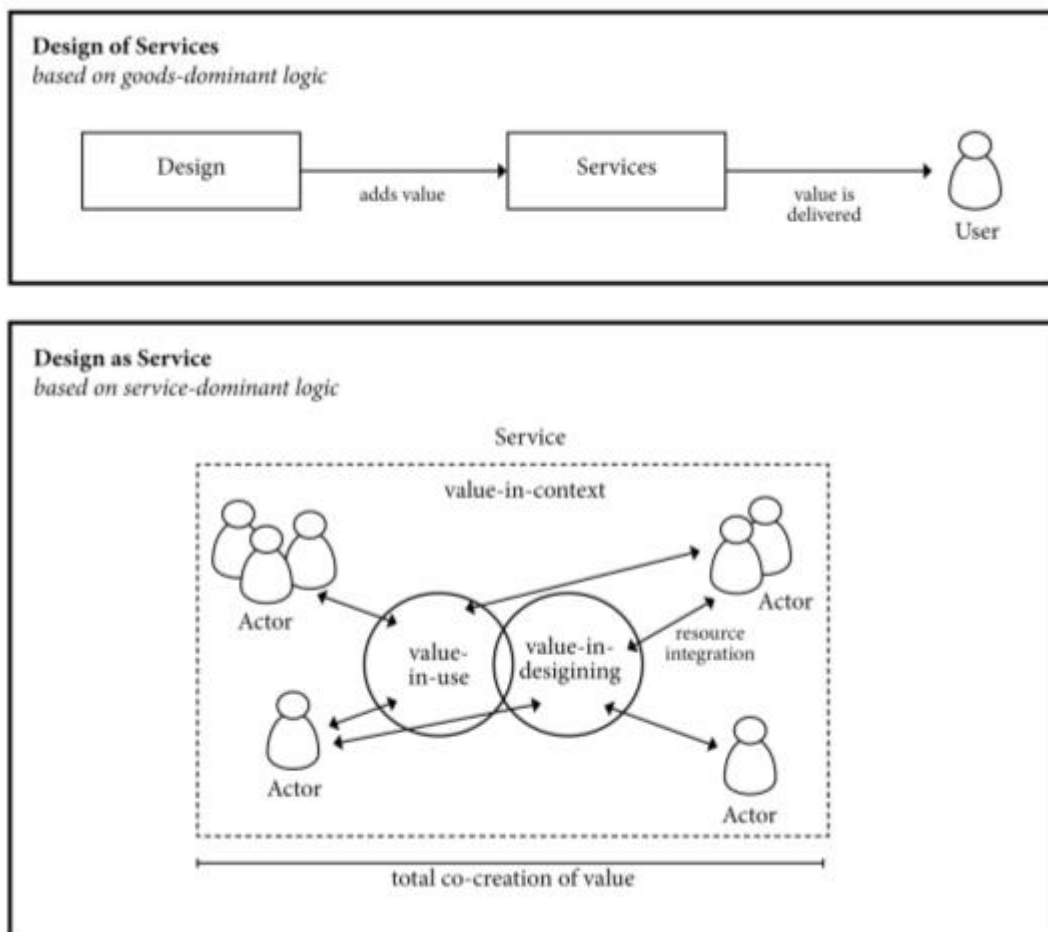 Design of Services
based on goods-dominant logic
Design
adds value
Services
value is
delivered
User
Design as Service
based on service-dominant logic
Service
value-in-context
Actor
Actor
value-
in-use
value-in-
desigining
resource
integration
Actor
Actor
total co-creation of value